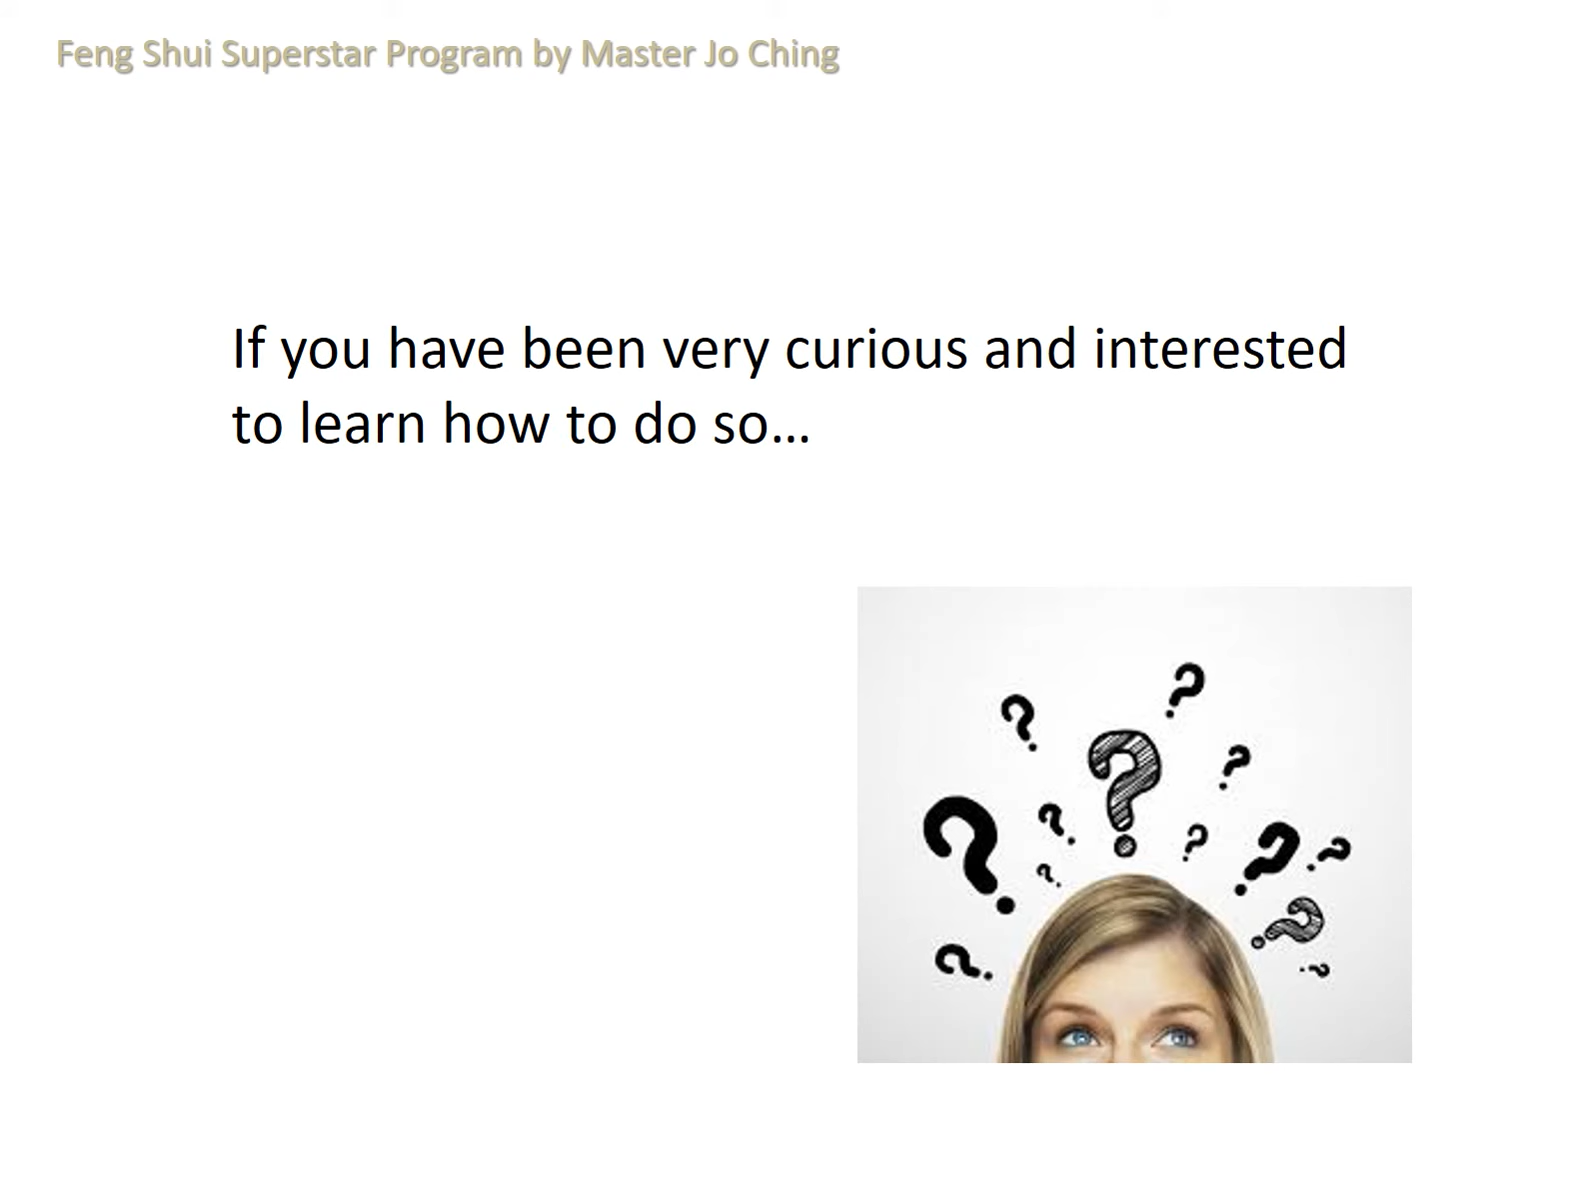 Feng Shui Superstar Program by Master Jo Ching
If you have been very curious and interested
to learn how to do so...